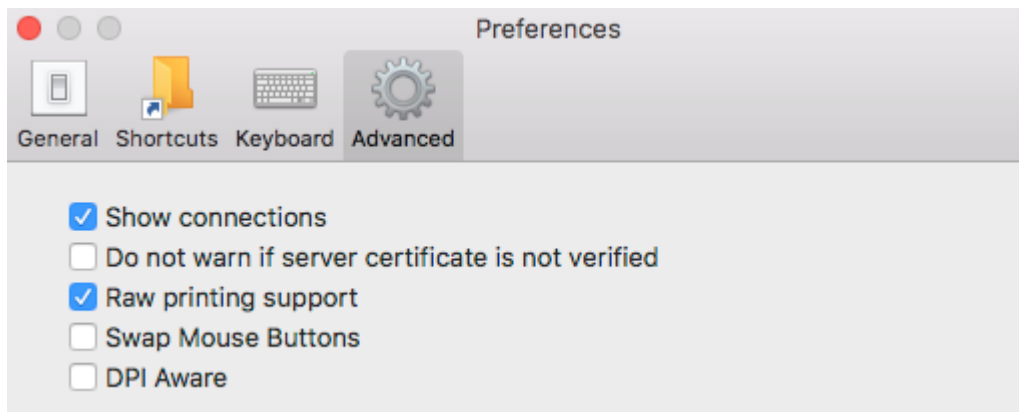 Preferences
General Shortcuts Keyboard Advanced
Show connections
Do not warn if server certificate is not verified
Raw printing support
Swap Mouse Buttons
DPI Aware